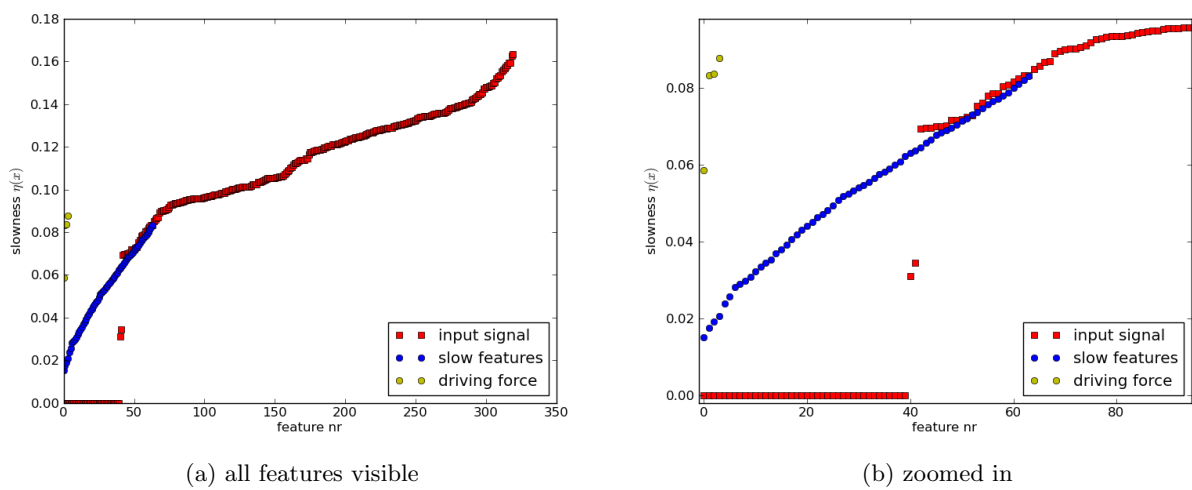 0.18
0.16
0.14
0.12
0.10
0.08
0.06
0.04
0.02
0.00
slowness η(x)
0 50 100 150 200 250 300 350
feature nr
input signal
slow features
driving force
(a) all features visible
0.08
0.06
0.04
0.02
0.00
slowness η(x)
0 20 40 60 80
feature nr
input signal
slow features
driving force
(b) zoomed in